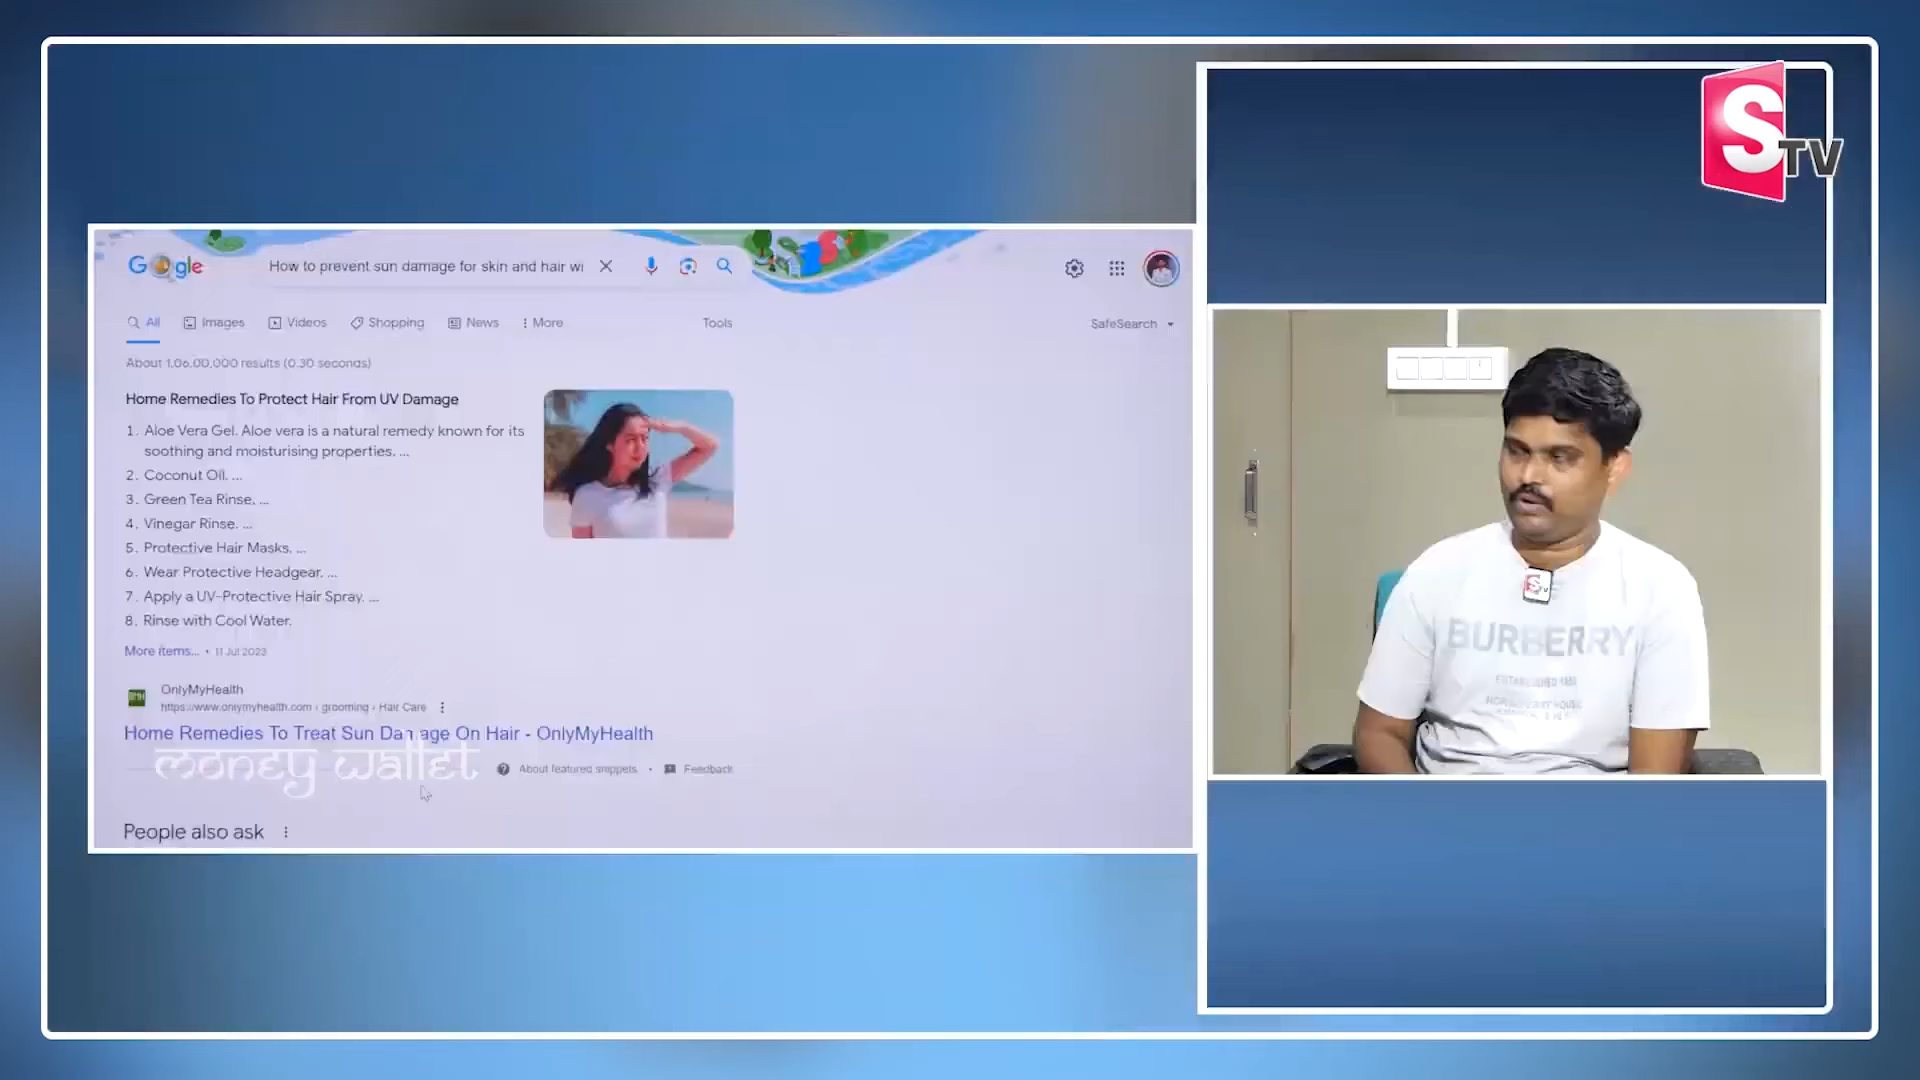 S TV
Google
How to prevent sun damage for skin and hair wi
All
Images
Videos
Shopping
News
More
Tools
SafeSearch
About 1,06,00,000 results (0.30 seconds)
Home Remedies To Protect Hair From UV Damage
1. Aloe Vera Gel. Aloe vera is a natural remedy known for its
soothing and moisturising properties. ...
2. Coconut Oil. ...
3. Green Tea Rinse. ...
4. Vinegar Rinse. ...
5. Protective Hair Masks. ...
6. Wear Protective Headgear. ...
7. Apply a UV-Protective Hair Spray. ...
8. Rinse with Cool Water.
More items... • 11 Jul 2023
OnlyMyHealth
https://www.onlymyhealth.com › grooming › Hair Care
Home Remedies To Treat Sun Damage On Hair - OnlyMyHealth
money wallet
About featured snippets • Feedback
People also ask
BURBERRY